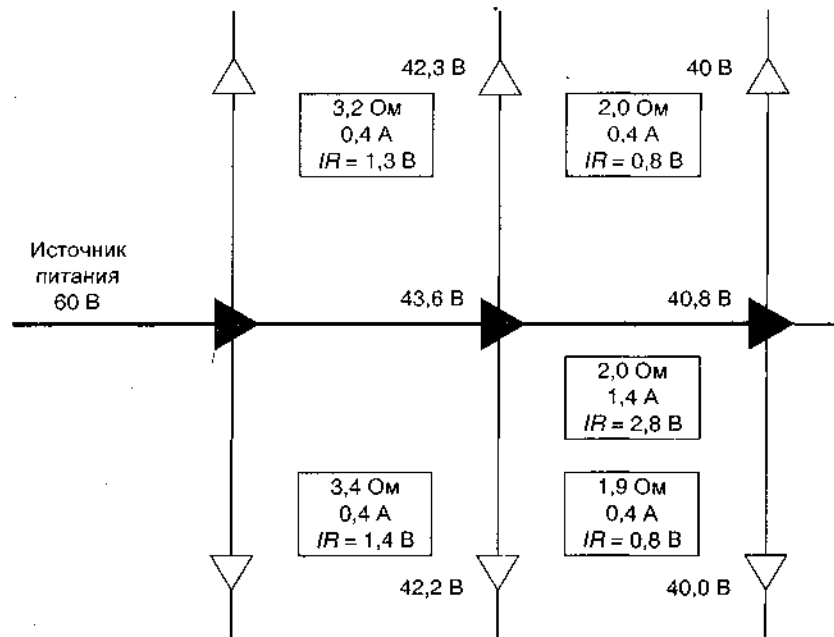 42,3 В
40 В
3,2 Ом
0,4 А
IR = 1,3 В
2,0 Ом
0,4 А
IR = 0,8 В
Источник
питания
60 В
43,6 В
40,8 В
2,0 Ом
1,4 А
IR = 2,8 В
3,4 Ом
0,4 А
IR = 1,4 В
1,9 Ом
0,4 А
IR = 0,8 В
42,2 В
40,0 В